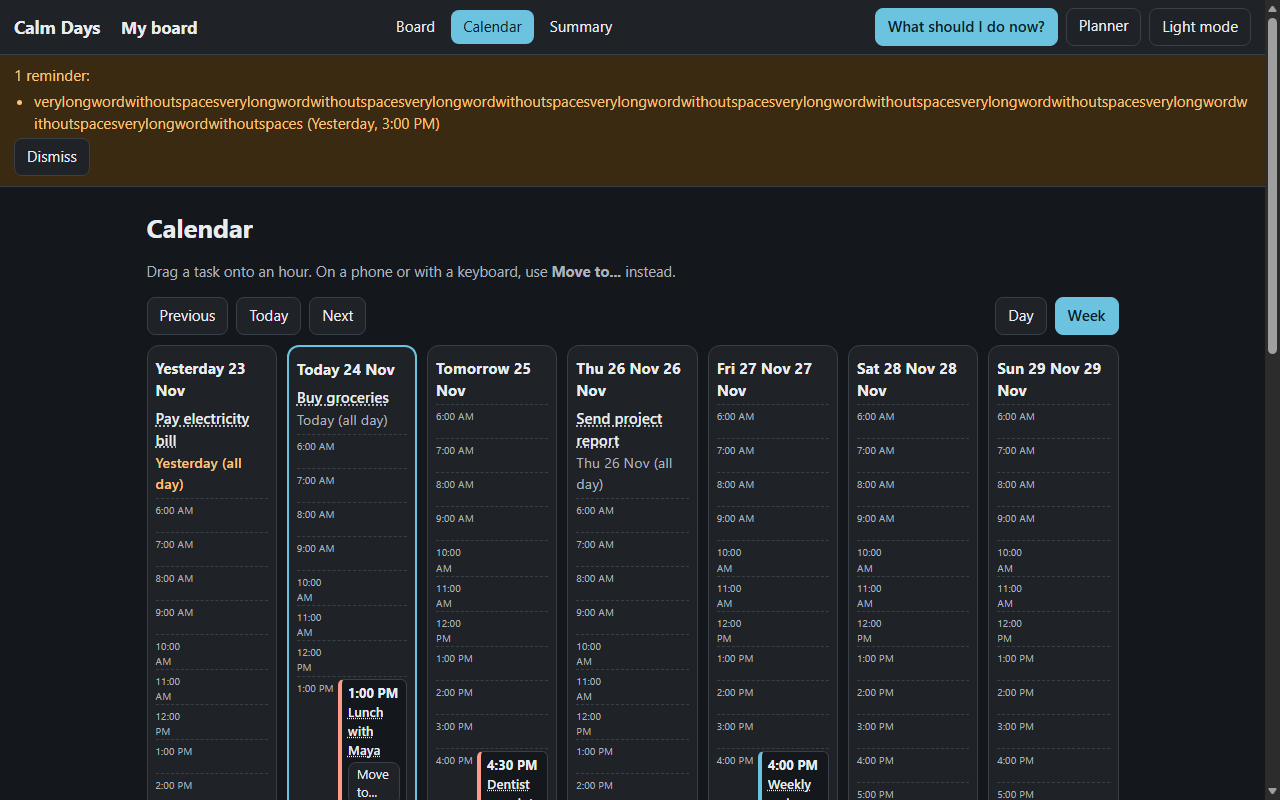 Calm Days My board Board Calendar Summary What should I do now? Planner Light mode
1 reminder:
verylongwordwithoutspacesverylongwordwithoutspacesverylongwordwithoutspacesverylongwordwithoutspacesverylongwordwithoutspacesverylongwordwithoutspacesverylongwordw
ithoutspacesverylongwordwithoutspaces (Yesterday, 3:00 PM)
Dismiss
Calendar
Drag a task onto an hour. On a phone or with a keyboard, use Move to... instead.
Previous Today Next Day Week
Yesterday 23
Nov
Pay electricity
bill
Yesterday (all
day)
6:00 AM
7:00 AM
8:00 AM
9:00 AM
10:00
AM
11:00
AM
12:00
PM
1:00 PM
2:00 PM
Today 24 Nov
Buy groceries
Today (all day)
6:00 AM
7:00 AM
8:00 AM
9:00 AM
10:00
AM
11:00
AM
12:00
PM
1:00 PM
1:00 PM
Lunch
with
Maya
Move
to...
Tomorrow 25
Nov
6:00 AM
7:00 AM
8:00 AM
9:00 AM
10:00
AM
11:00
AM
12:00
PM
1:00 PM
2:00 PM
3:00 PM
4:00 PM
4:30 PM
Dentist
Thu 26 Nov 26
Nov
Send project
report
Thu 26 Nov (all
day)
6:00 AM
7:00 AM
8:00 AM
9:00 AM
10:00
AM
11:00
AM
12:00
PM
1:00 PM
2:00 PM
Fri 27 Nov 27
Nov
6:00 AM
7:00 AM
8:00 AM
9:00 AM
10:00
AM
11:00
AM
12:00
PM
1:00 PM
2:00 PM
3:00 PM
4:00 PM
4:00 PM
Weekly
Sat 28 Nov 28
Nov
6:00 AM
7:00 AM
8:00 AM
9:00 AM
10:00
AM
11:00
AM
12:00
PM
1:00 PM
2:00 PM
3:00 PM
4:00 PM
5:00 PM
Sun 29 Nov 29
Nov
6:00 AM
7:00 AM
8:00 AM
9:00 AM
10:00
AM
11:00
AM
12:00
PM
1:00 PM
2:00 PM
3:00 PM
4:00 PM
5:00 PM